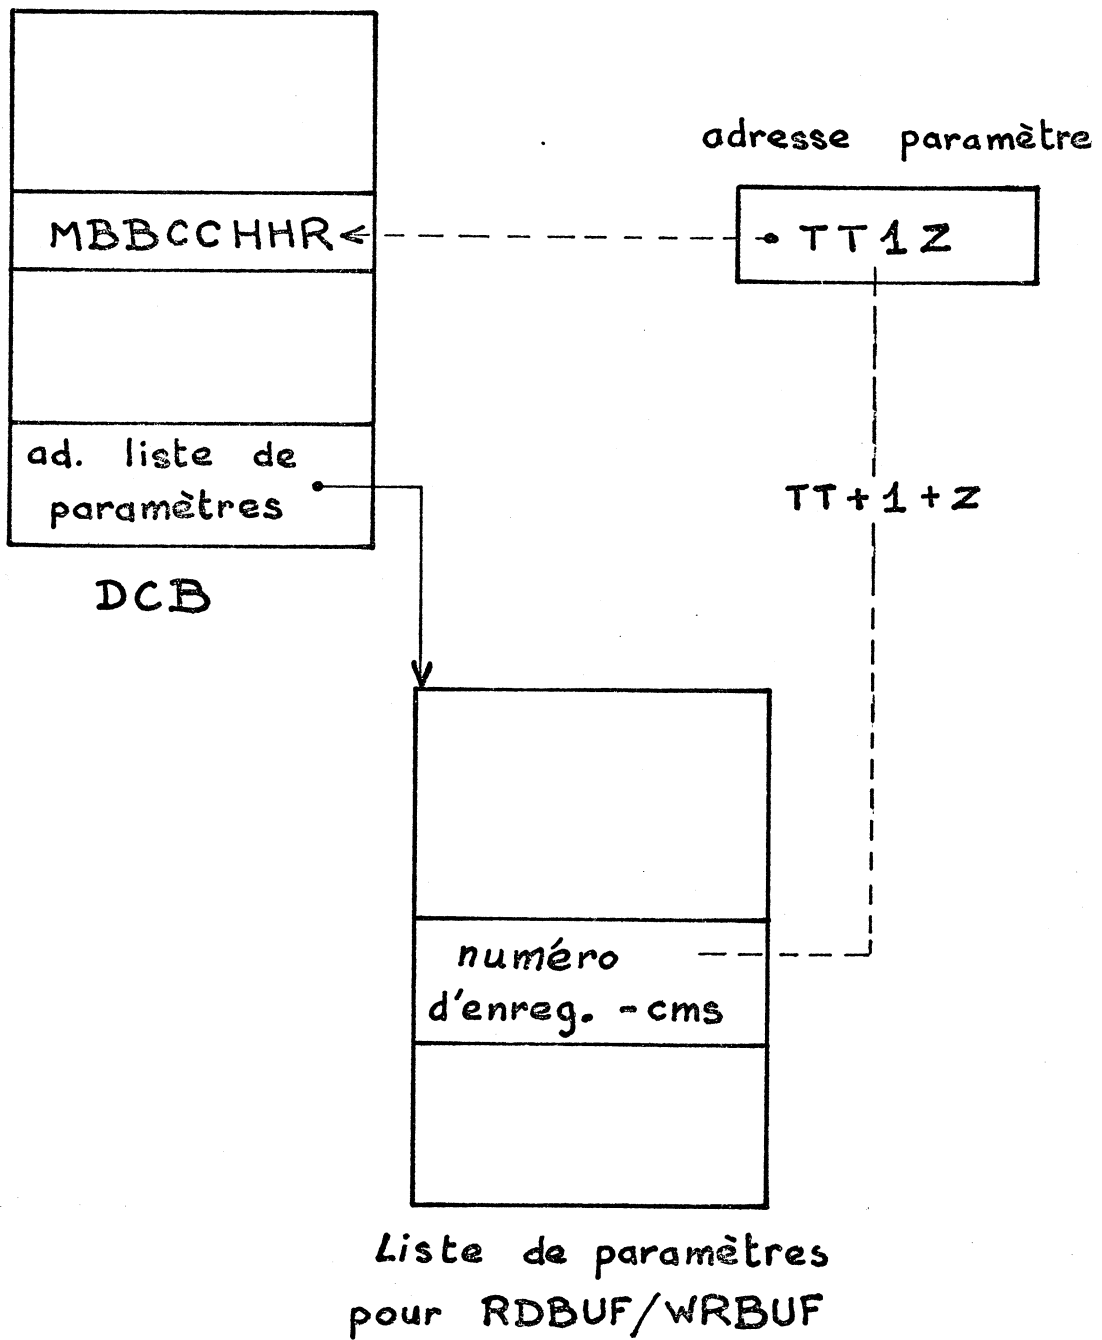 adresse paramètre
MBBCCHHR
TT1Z
ad. liste de
paramètres
TT+1+Z
DCB
numéro
d'enreg. -cms
Liste de paramètres
pour RDBUF/WRBUF